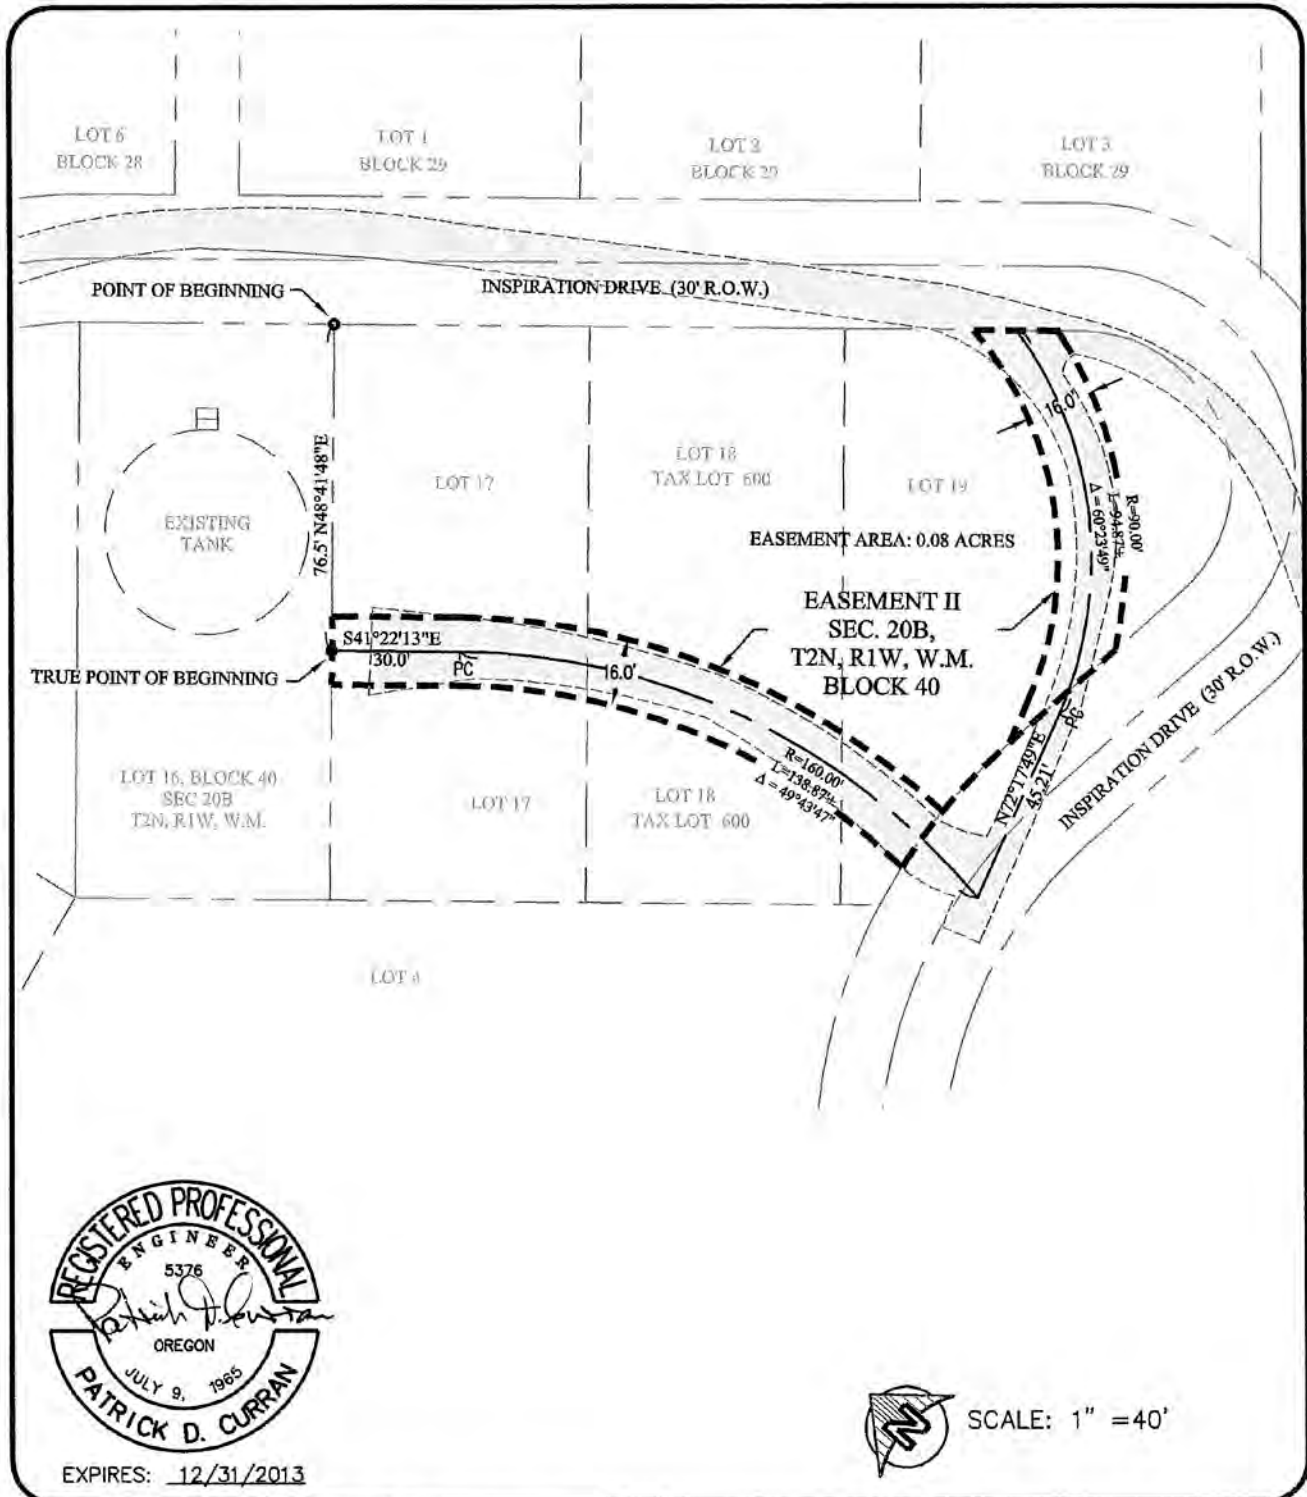 LOT 6
BLOCK 28
LOT 1
BLOCK 29
LOT 2
BLOCK 29
LOT 3
BLOCK 29
POINT OF BEGINNING
INSPIRATION DRIVE (30' R.O.W.)
76.5' N48°41'48"E
EXISTING
TANK
LOT 17
LOT 18
TAX LOT 600
LOT 19
16.0'
R=90.00'
L=94.87'±
Δ = 60°23'49"
EASEMENT AREA: 0.08 ACRES
EASEMENT II
SEC. 20B,
T2N, R1W, W.M.
BLOCK 40
S41°22'13"E
30.0'
PC
16.0'
TRUE POINT OF BEGINNING
R=160.00'
L=138.87'±
Δ = 49°43'47"
PC
N72°17'49"E
45.21'
INSPIRATION DRIVE (30' R.O.W.)
LOT 16, BLOCK 40
SEC 20B
T2N, R1W, W.M.
LOT 17
LOT 18
TAX LOT 600
REGISTERED PROFESSIONAL
ENGINEER
5376
Patrick D. Curran
OREGON
JULY 9, 1965
PATRICK D. CURRAN
EXPIRES: 12/31/2013
N
SCALE: 1" =40'